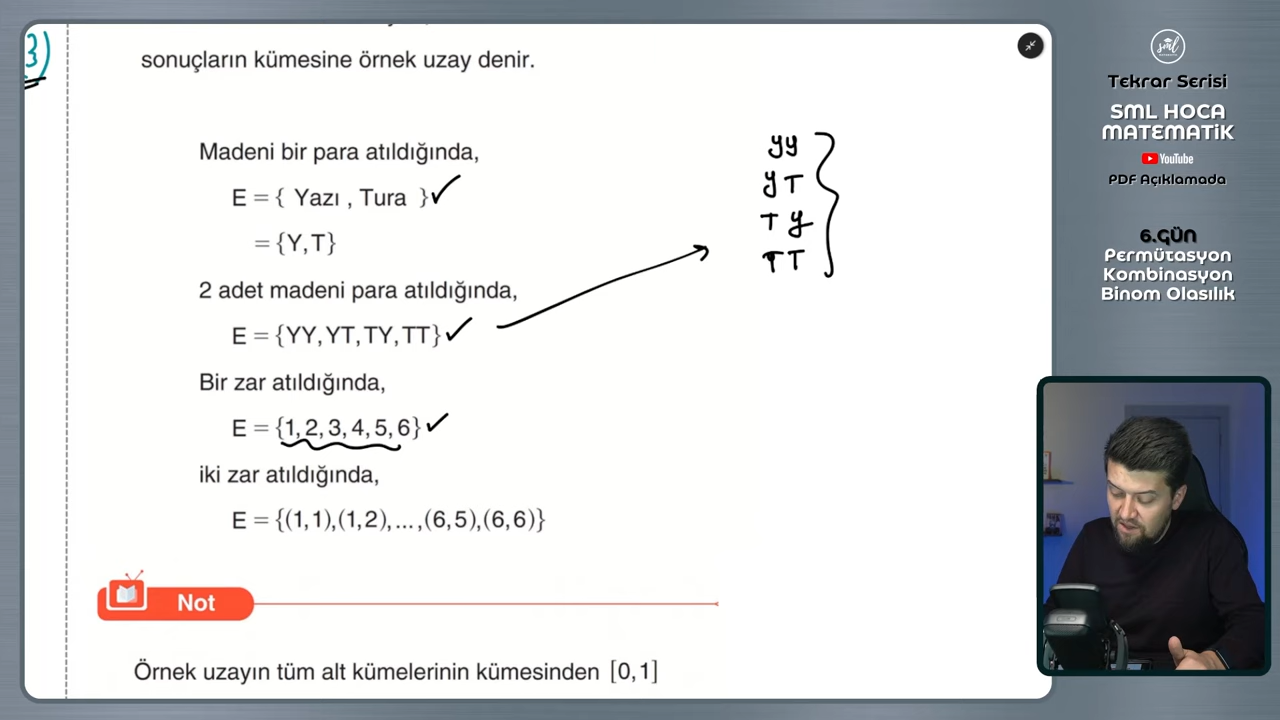 3)
sonuçların kümesine örnek uzay denir.
Madeni bir para atıldığında,
E = { Yazı , Tura } ✓
= {Y,T}
2 adet madeni para atıldığında,
E = {YY, YT, TY, TT} ✓
Bir zar atıldığında,
E = {1, 2, 3, 4, 5, 6} ✓
iki zar atıldığında,
E = {(1,1),(1,2), ... ,(6,5),(6,6)}
Not
Örnek uzayın tüm alt kümelerinin kümesinden [0,1]
yy
yT
Ty
TT
sml
Tekrar Serisi
SML HOCA
MATEMATİK
YouTube
PDF Açıklamada
6.GÜN
Permütasyon
Kombinasyon
Binom Olasılık